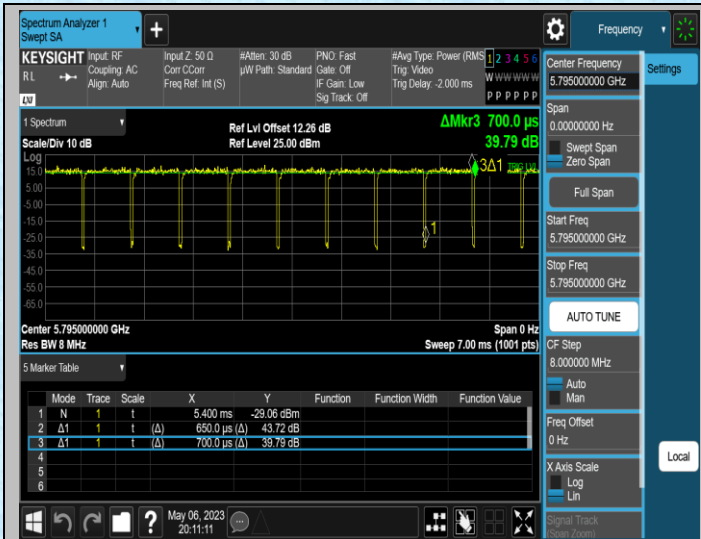 Spectrum Analyzer 1
Swept SA
+
Frequency
KEYSIGHT
RL
LXI
Input: RF
Coupling: AC
Align: Auto
Input Z: 50 Ω
Corr CCorr
Freq Ref: Int (S)
#Atten: 30 dB
µW Path: Standard
PNO: Fast
Gate: Off
IF Gain: Low
Sig Track: Off
#Avg Type: Power (RMS
Trig: Video
Trig Delay: -2.000 ms
1 2 3 4 5 6
W W W W W W
P P P P P P
1 Spectrum
Scale/Div 10 dB
Ref Lvl Offset 12.26 dB
Ref Level 25.00 dBm
ΔMkr3 700.0 µs
39.79 dB
Log
15.0
5.00
-5.00
-15.0
-25.0
-35.0
-45.0
-55.0
-65.0
3Δ1
TRIG LVL
1
Center 5.795000000 GHz
Res BW 8 MHz
Span 0 Hz
Sweep 7.00 ms (1001 pts)
5 Marker Table
Mode Trace Scale X Y Function Function Width Function Value
1 N 1 t 5.400 ms -29.06 dBm
2 Δ1 1 t (Δ) 650.0 µs (Δ) 43.72 dB
3 Δ1 1 t (Δ) 700.0 µs (Δ) 39.79 dB
4
5
6
May 06, 2023
20:11:11
?
Center Frequency
5.795000000 GHz
Span
0.00000000 Hz
Swept Span
Zero Span
Full Span
Start Freq
5.795000000 GHz
Stop Freq
5.795000000 GHz
AUTO TUNE
CF Step
8.000000 MHz
Auto
Man
Freq Offset
0 Hz
X Axis Scale
Log
Lin
Signal Track
(Span Zoom)
Settings
Local